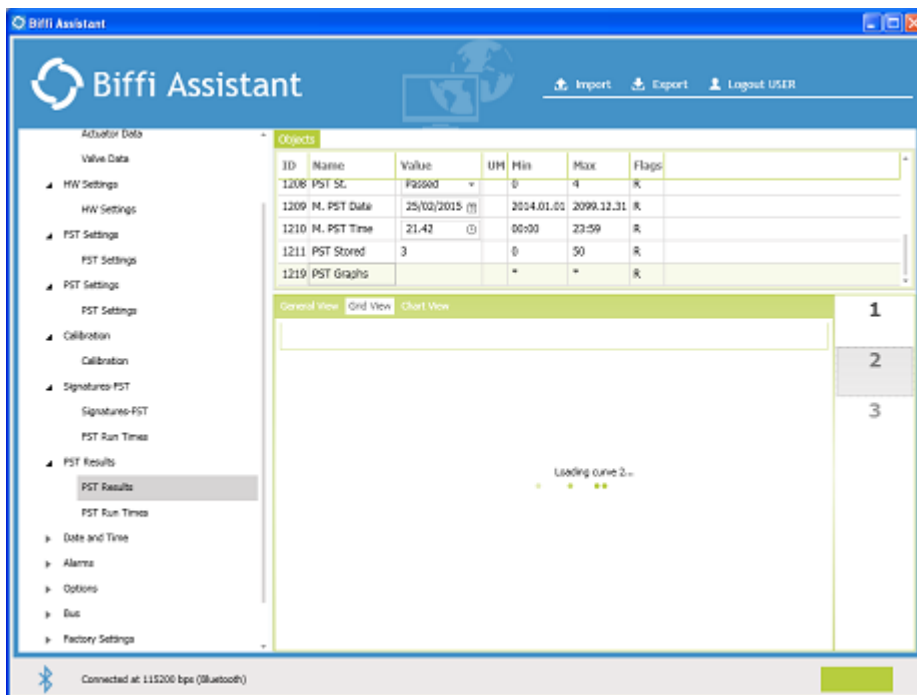 Biffi Assistant
Biffi Assistant
Import Export Logout USER
Actuator Data
Valve Data
HW Settings
HW Settings
FST Settings
FST Settings
PST Settings
PST Settings
Calibration
Calibration
Signatures-FST
Signatures-FST
FST Run Times
PST Results
PST Results
PST Run Times
Date and Time
Alarms
Options
Bus
Factory Settings
Objects
ID Name Value UM Min Max Flags
1208 PST St. Passed 0 4 R
1209 M. PST Date 25/02/2015 2014.01.01 2099.12.31 R
1210 M. PST Time 21.42 00:00 23:59 R
1211 PST Stored 3 0 50 R
1219 PST Graphs * * R
General View Grid View Chart View
1
2
3
Loading curve 2...
Connected at 115200 bps (Bluetooth)